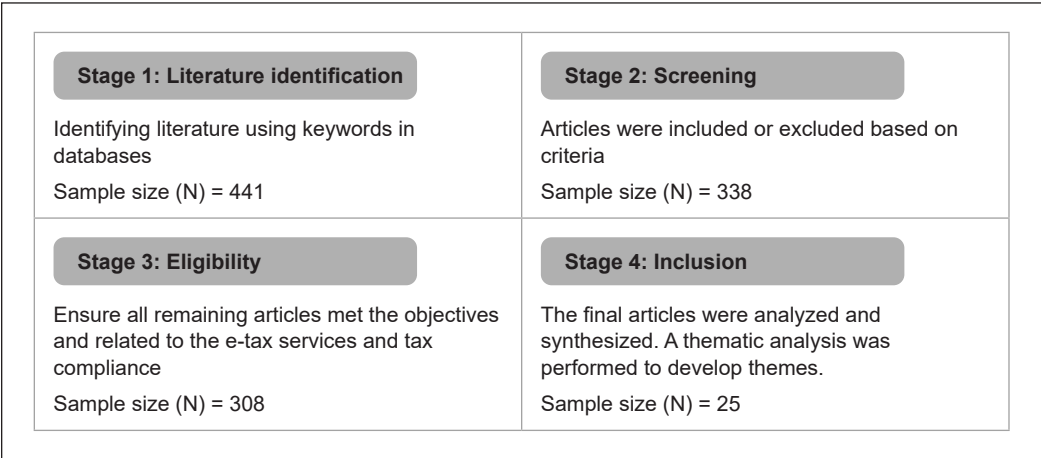 Stage 1: Literature identification
Identifying literature using keywords in
databases
Sample size (N) = 441
Stage 2: Screening
Articles were included or excluded based on
criteria
Sample size (N) = 338
Stage 3: Eligibility
Ensure all remaining articles met the objectives
and related to the e-tax services and tax
compliance
Sample size (N) = 308
Stage 4: Inclusion
The final articles were analyzed and
synthesized. A thematic analysis was
performed to develop themes.
Sample size (N) = 25